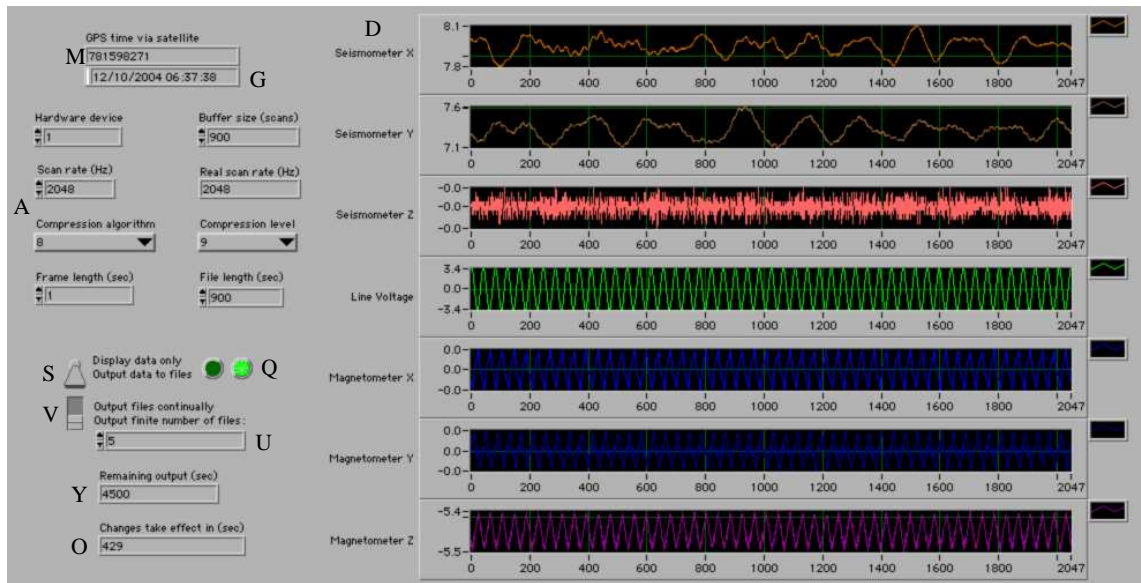 GPS time via satellite
M 781598271
12/10/2004 06:37:38 G
Hardware device Buffer size (scans)
1 900
Scan rate (Hz) Real scan rate (Hz)
2048 2048
A
Compression algorithm Compression level
8 9
Frame length (sec) File length (sec)
1 900
S Display data only
Output data to files Q
V Output files continually
Output finite number of files:
5 U
Remaining output (sec)
Y 4500
Changes take effect in (sec)
O 429
D
8.1
Seismometer X
7.8
0 200 400 600 800 1000 1200 1400 1600 1800 2047
7.6
Seismometer Y
7.1
0 200 400 600 800 1000 1200 1400 1600 1800 2047
-0.0
-0.0
Seismometer Z
-0.0
0 200 400 600 800 1000 1200 1400 1600 1800 2047
3.4
Line Voltage 0.0
-3.4
0 200 400 600 800 1000 1200 1400 1600 1800 2047
0.0
0.0
Magnetometer X
-0.0
0 200 400 600 800 1000 1200 1400 1600 1800 2047
0.0
0.0
Magnetometer Y
-0.0
0 200 400 600 800 1000 1200 1400 1600 1800 2047
-5.4
Magnetometer Z
-5.5
0 200 400 600 800 1000 1200 1400 1600 1800 2047